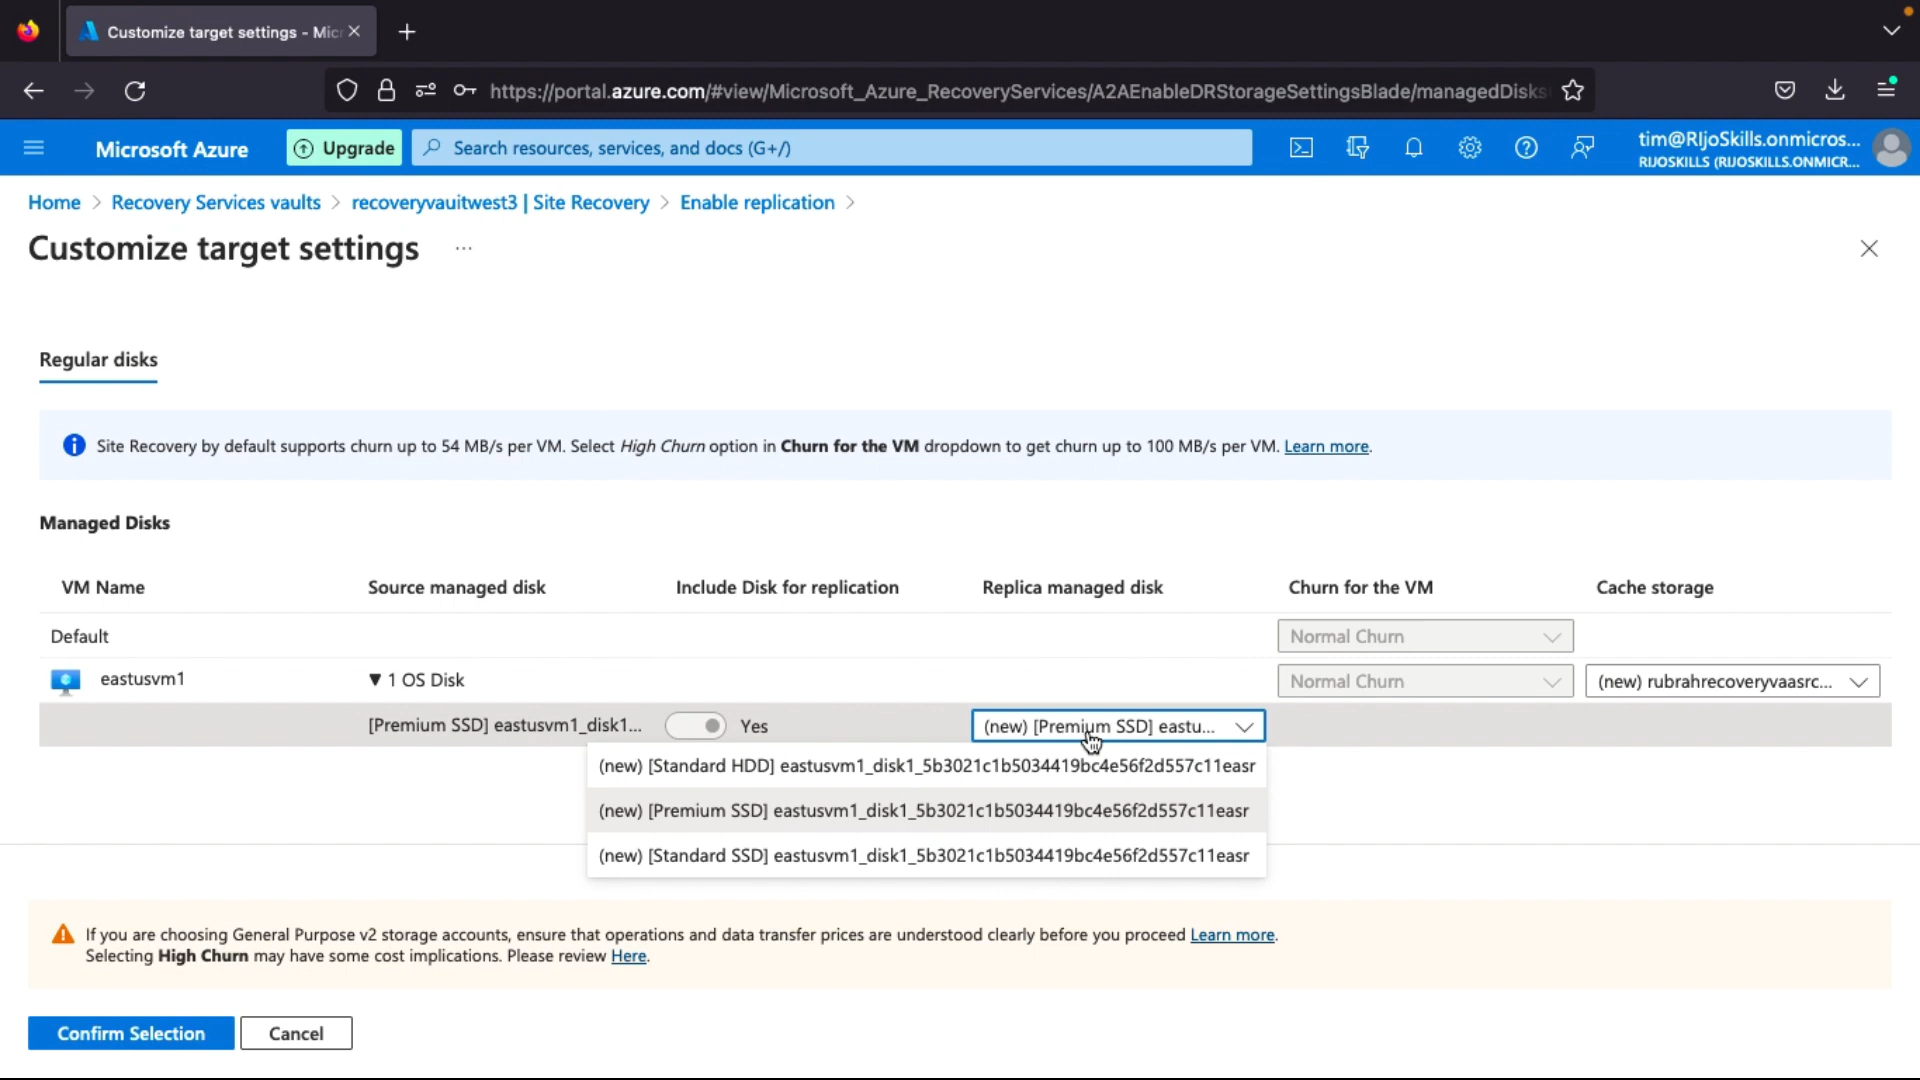 Customize target settings - Micr
https://portal.azure.com/#view/Microsoft_Azure_RecoveryServices/A2AEnableDRStorageSettingsBlade/managedDisks
Microsoft Azure
Upgrade
Search resources, services, and docs (G+/)
tim@RIjoSkills.onmicros...
RIJOSKILLS (RIJOSKILLS.ONMICR...
Home > Recovery Services vaults > recoveryvauitwest3 | Site Recovery > Enable replication >
Customize target settings ...
Regular disks
Site Recovery by default supports churn up to 54 MB/s per VM. Select High Churn option in Churn for the VM dropdown to get churn up to 100 MB/s per VM. Learn more.
Managed Disks
VM Name Source managed disk Include Disk for replication Replica managed disk Churn for the VM Cache storage
Default Normal Churn
eastusvm1 ▼ 1 OS Disk Normal Churn (new) rubrahrecoveryvaasrc...
[Premium SSD] eastusvm1_disk1... Yes (new) [Premium SSD] eastu...
(new) [Standard HDD] eastusvm1_disk1_5b3021c1b5034419bc4e56f2d557c11easr
(new) [Premium SSD] eastusvm1_disk1_5b3021c1b5034419bc4e56f2d557c11easr
(new) [Standard SSD] eastusvm1_disk1_5b3021c1b5034419bc4e56f2d557c11easr
If you are choosing General Purpose v2 storage accounts, ensure that operations and data transfer prices are understood clearly before you proceed Learn more.
Selecting High Churn may have some cost implications. Please review Here.
Confirm Selection Cancel